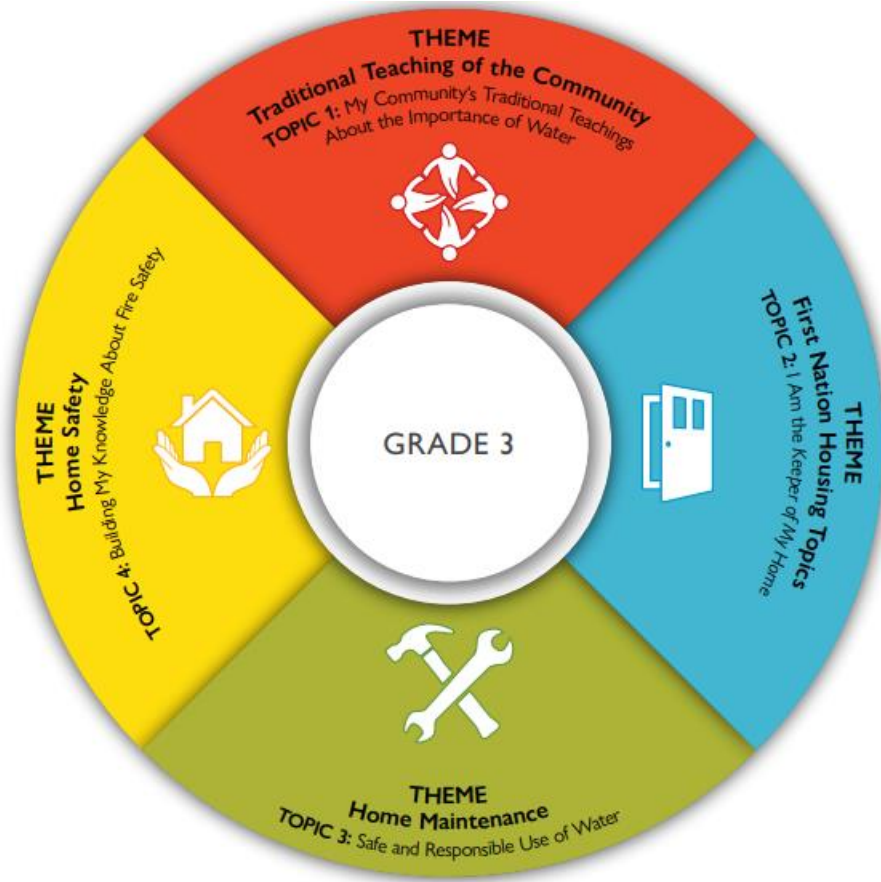 THEME
Traditional Teaching of the Community
TOPIC 1: My Community's Traditional Teachings
About the Importance of Water
THEME
First Nation Housing Topics
TOPIC 2: I Am the Keeper of My Home
THEME
Home Maintenance
TOPIC 3: Safe and Responsible Use of Water
THEME
Home Safety
TOPIC 4: Building My Knowledge About Fire Safety
GRADE 3